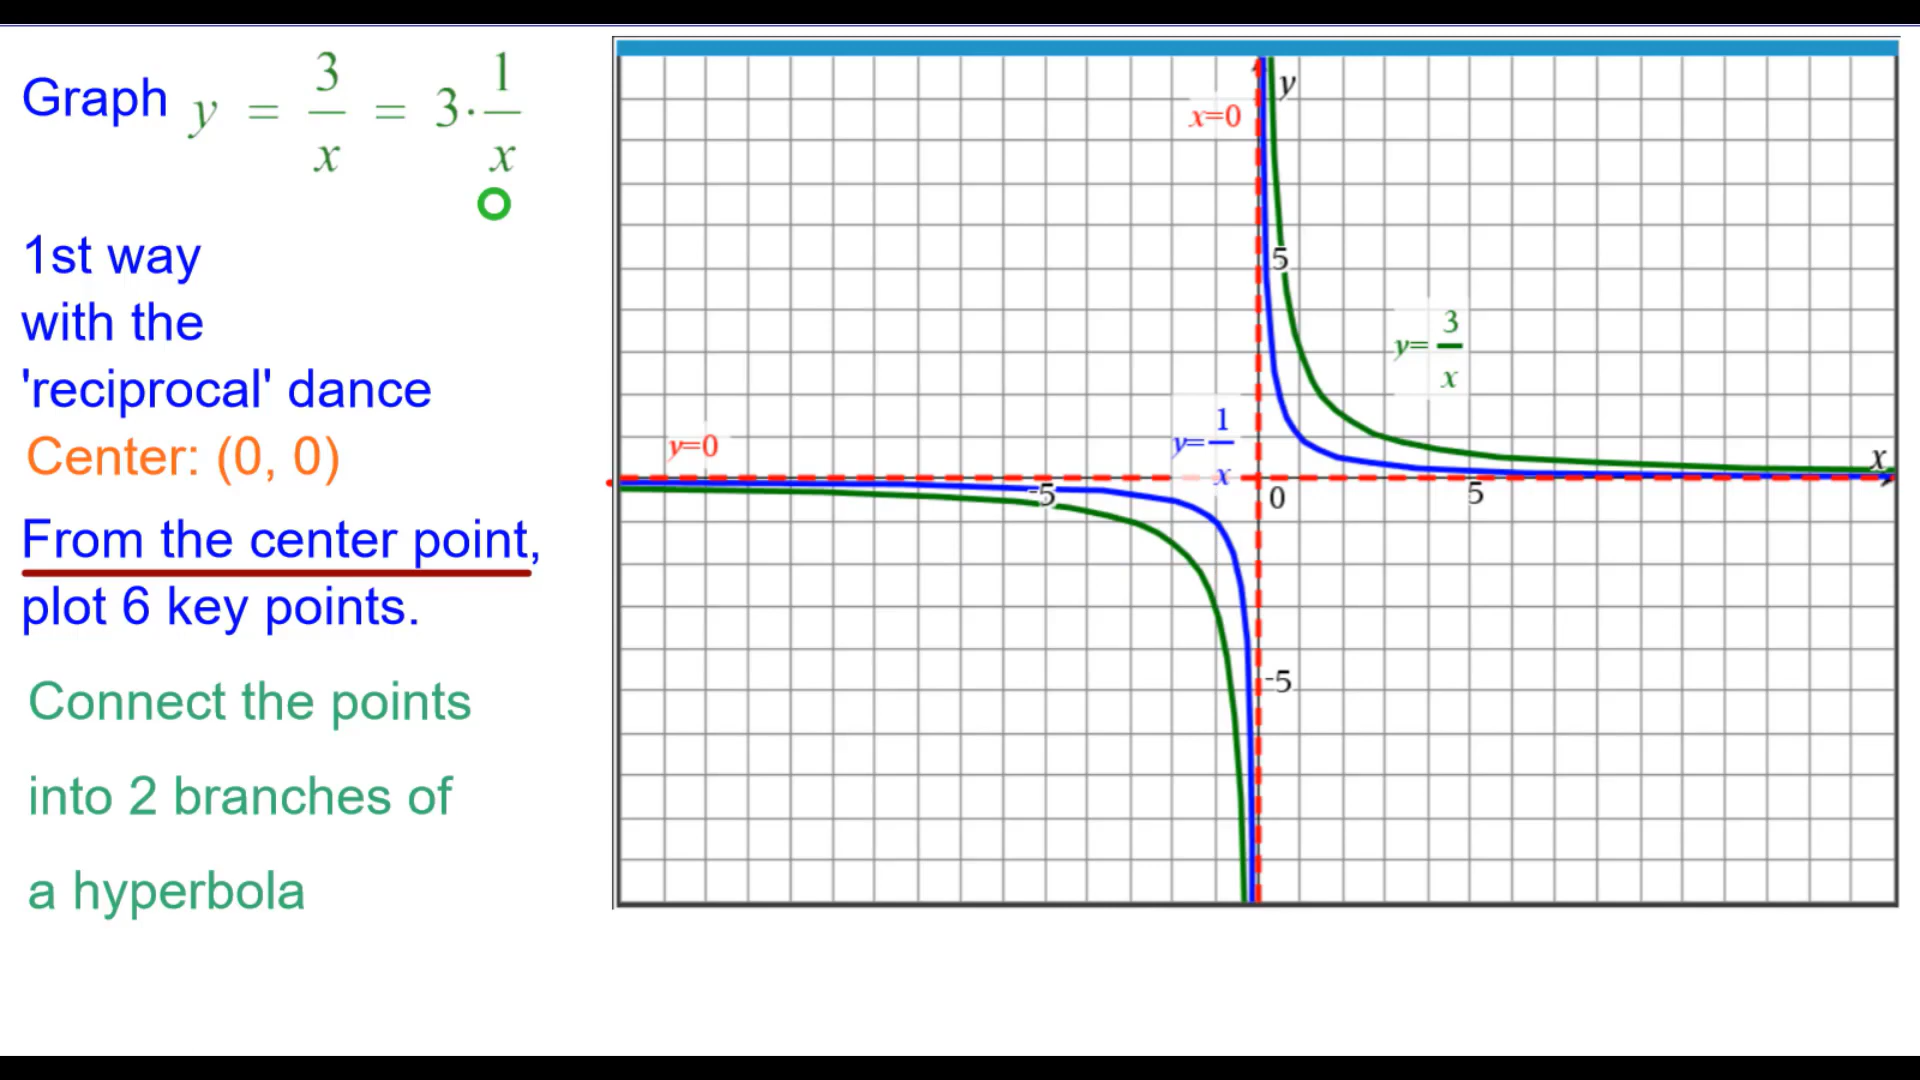 Graph y = 3/x = 3·1/x
1st way
with the
'reciprocal' dance
Center: (0, 0)
From the center point,
plot 6 key points.
Connect the points
into 2 branches of
a hyperbola
y
x=0
5
y=3/x
y=1/x
y=0
x
-5
0
5
-5